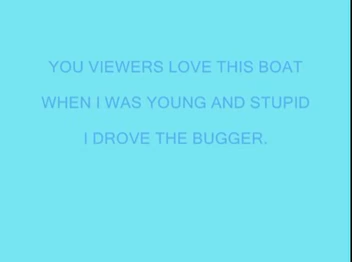 YOU VIEWERS LOVE THIS BOAT
WHEN I WAS YOUNG AND STUPID
I DROVE THE BUGGER.